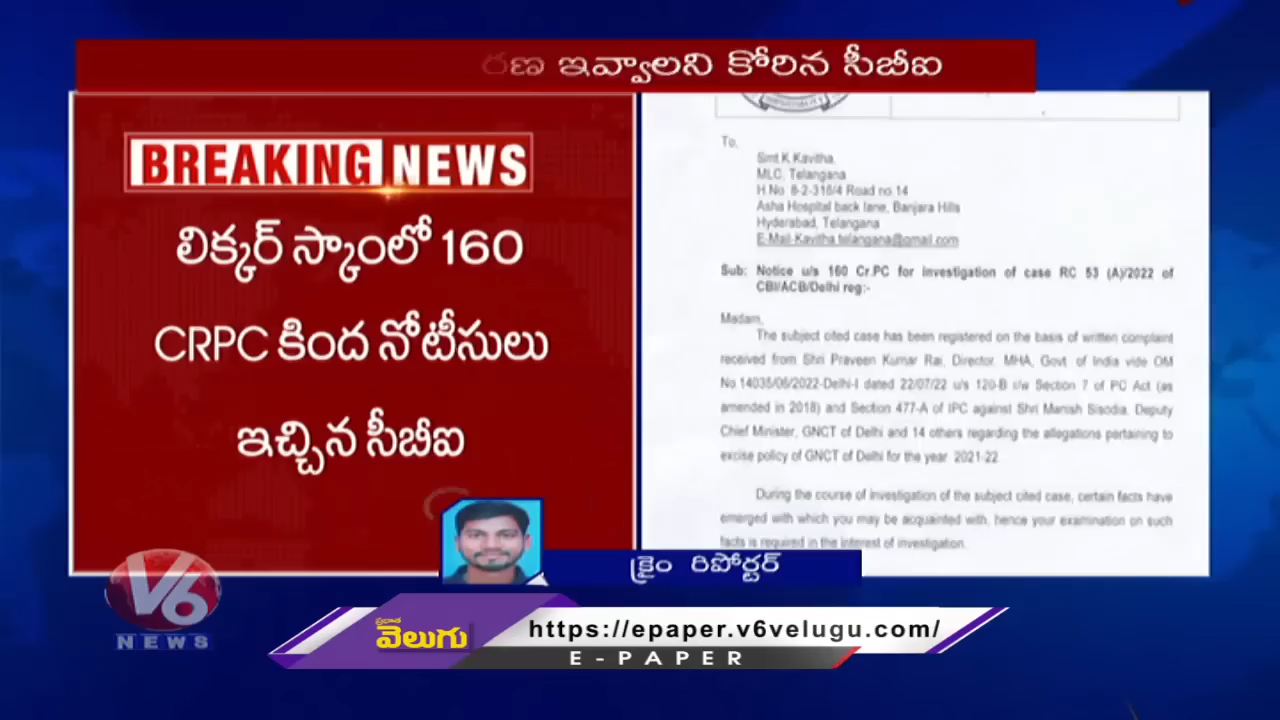 రణ ఇవ్వాలని కోరిన సీబీఐ
BREAKING NEWS
లిక్కర్ స్కాంలో 160
CRPC కింద నోటీసులు
ఇచ్చిన సీబీఐ
To,
Smt K Kavitha,
MLC, Telangana
H.No 8-2-316/4 Road no.14
Asha Hospital back lane, Banjara Hills
Hyderabad, Telangana
E-Mail-Kavitha.telangana@gmail.com
Sub: Notice u/s 160 Cr.PC for investigation of case RC 53 (A)/2022 of
CBI/ACB/Delhi reg:-
Madam,
The subject cited case has been registered on the basis of written complaint
received from Shri Praveen Kumar Rai, Director, MHA, Govt of India vide OM
No.14035/06/2022-Delhi-I dated 22/07/22 u/s 120-B r/w Section 7 of PC Act (as
amended in 2018) and Section 477-A of IPC against Shri Manish Sisodia, Deputy
Chief Minister, GNCT of Delhi and 14 others regarding the allegations pertaining to
excise policy of GNCT of Delhi for the year 2021-22.
During the course of investigation of the subject cited case, certain facts have
emerged with which you may be acquainted with, hence your examination on such
facts is required in the interest of investigation.
క్రైం రిపోర్టర్
V6
NEWS
ప్రభాత
వెలుగు
https://epaper.v6velugu.com/
E-PAPER